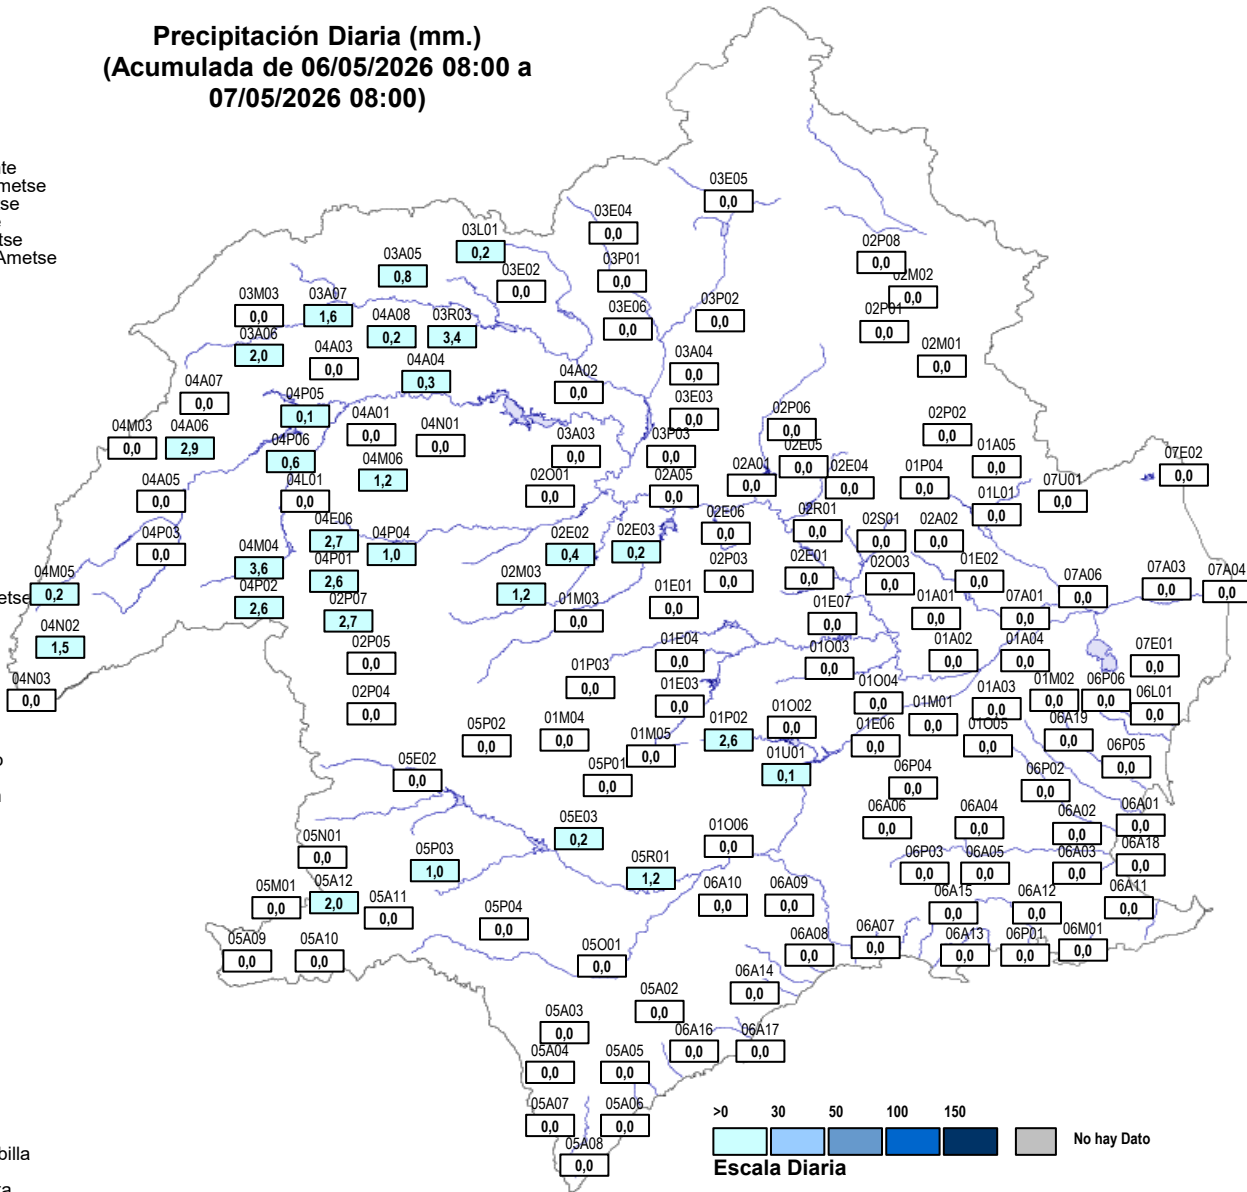 Precipitación Diaria (mm.)
(Acumulada de 06/05/2026 08:00 a
07/05/2026 08:00)
03E05
0,0
03E04
0,0
03L01
0,2
03A05
0,8
03E02
0,0
03P01
0,0
02P08
0,0
02M02
0,0
03M03
0,0
03A07
1,6
04A08
0,2
03R03
3,4
03E06
0,0
03P02
0,0
02P01
0,0
03A06
2,0
04A03
0,0
04A04
0,3
04A02
0,0
03A04
0,0
02M01
0,0
04A07
0,0
04P05
0,1
03E03
0,0
02P06
0,0
02P02
0,0
04M03
0,0
04A06
2,9
04P06
0,6
04A01
0,0
04N01
0,0
03A03
0,0
03P03
0,0
02E05
0,0
01A05
0,0
07E02
0,0
04M06
1,2
04A05
0,0
04L01
0,0
02O01
0,0
02A05
0,0
02A01
0,0
02E04
0,0
01P04
0,0
01L01
0,0
07U01
0,0
04P03
0,0
04E06
2,7
04P04
1,0
02E02
0,4
02E03
0,2
02E06
0,0
02R01
0,0
02S01
0,0
02A02
0,0
04M05
0,2
04M04
3,6
04P01
2,6
02M03
1,2
02P03
0,0
02E01
0,0
02O03
0,0
01E02
0,0
07A06
0,0
07A03
0,0
07A04
0,0
04P02
2,6
02P07
2,7
01M03
0,0
01E01
0,0
01E07
0,0
01A01
0,0
07A01
0,0
04N02
1,5
02P05
0,0
01E04
0,0
01O03
0,0
01A02
0,0
01A04
0,0
07E01
0,0
04N03
0,0
02P04
0,0
01P03
0,0
01E03
0,0
01O04
0,0
01A03
0,0
01M02
0,0
06P06
0,0
06L01
0,0
05P02
0,0
01M04
0,0
01M05
0,0
01P02
2,6
01O02
0,0
01E06
0,0
01M01
0,0
01O05
0,0
06A19
0,0
06P05
0,0
05E02
0,0
05P01
0,0
01U01
0,1
06P04
0,0
06P02
0,0
05E03
0,2
01O06
0,0
06A06
0,0
06A04
0,0
06A02
0,0
06A01
0,0
05N01
0,0
05P03
1,0
05R01
1,2
06P03
0,0
06A05
0,0
06A03
0,0
06A18
0,0
05M01
0,0
05A12
2,0
05A11
0,0
06A10
0,0
06A09
0,0
06A15
0,0
06A12
0,0
06A11
0,0
05P04
0,0
05A09
0,0
05A10
0,0
05O01
0,0
06A08
0,0
06A07
0,0
06A13
0,0
06P01
0,0
06M01
0,0
05A02
0,0
06A14
0,0
05A03
0,0
06A16
0,0
06A17
0,0
05A04
0,0
05A05
0,0
05A07
0,0
05A06
0,0
05A08
0,0
>0 30 50 100 150
No hay Dato
Escala Diaria